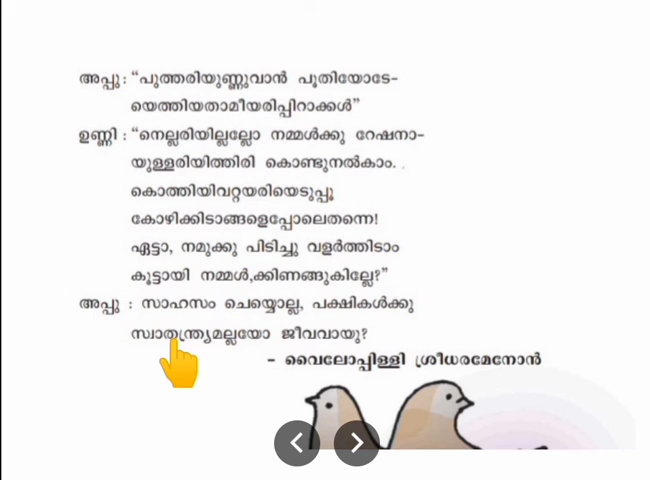 അപ്പു : “പുത്തരിയുണ്ണുവാൻ പൂതിയോടേ-
യെത്തിയതാമീയരിപ്പിറാക്കൾ”
ഉണ്ണി : “നെല്ലരിയില്ലല്ലോ നമ്മൾക്കു റേഷനാ-
യുള്ളരിയിത്തിരി കൊണ്ടുനൽകാം.
കൊത്തിയിവറ്റയരിയെടുപ്പൂ
കോഴിക്കിടാങ്ങളെപ്പോലെതന്നെ!
ഏട്ടാ, നമുക്കു പിടിച്ചു വളർത്തിടാം
കൂട്ടായി നമ്മൾ,ക്കിണങ്ങുകില്ലേ?”
അപ്പു : സാഹസം ചെയ്യൊല്ല, പക്ഷികൾക്കു
സ്വാതന്ത്ര്യമല്ലയോ ജീവവായു?
- വൈലോപ്പിള്ളി ശ്രീധരമേനോൻ